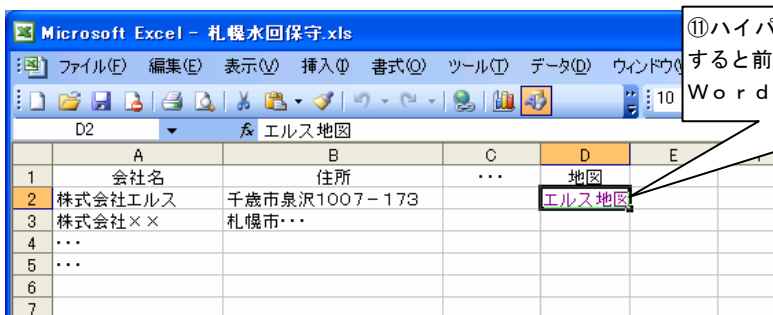 Microsoft Excel - 札幌水回保守.xls
ファイル(F) 編集(E) 表示(V) 挿入(I) 書式(O) ツール(T) データ(D) ウィンドウ(
10
D2 fx エルス地図
A B C D E
1 会社名 住所 ・・・ 地図
2 株式会社エルス 千歳市泉沢1007-173 エルス地図
3 株式会社×× 札幌市・・・
4 ・・・
5 ・・・
6
7
⑪ハイパ
すると前
Word